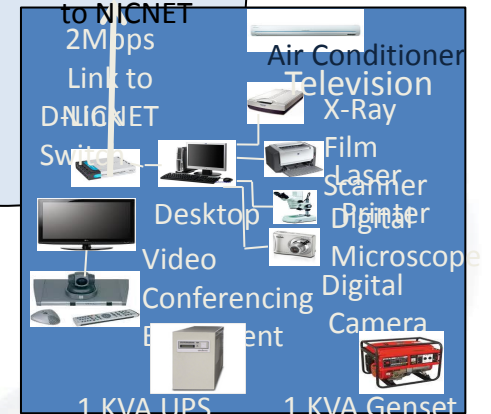 to NICNET
2Mbps
Link to
NICNET
D-Link
Switch
Air Conditioner
Television
X-Ray
Film
Scanner
Laser
Printer
Desktop
Digital
Microscope
Video
Conferencing
Digital
Camera
1 KVA UPS
1 KVA Genset